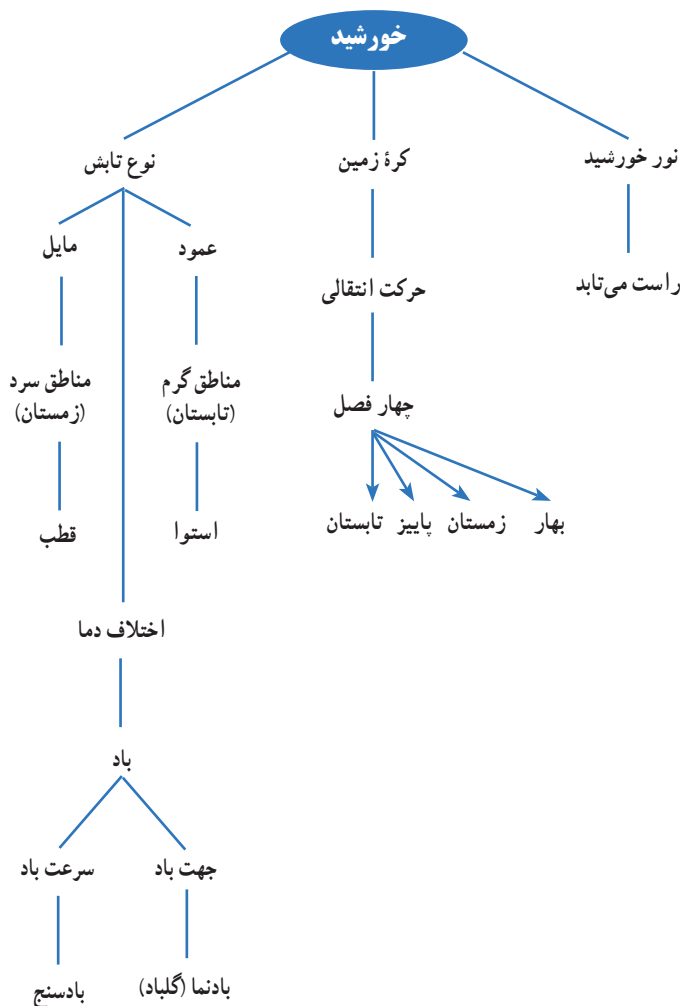 خورشید
نور خورشید
کرۀ زمین
نوع تابش
راست می‌تابد
حرکت انتقالی
عمود
مایل
چهار فصل
مناطق گرم
(تابستان)
مناطق سرد
(زمستان)
بهار
زمستان
پاییز
تابستان
استوا
قطب
اختلاف دما
باد
جهت باد
سرعت باد
بادنما (گلباد)
بادسنج